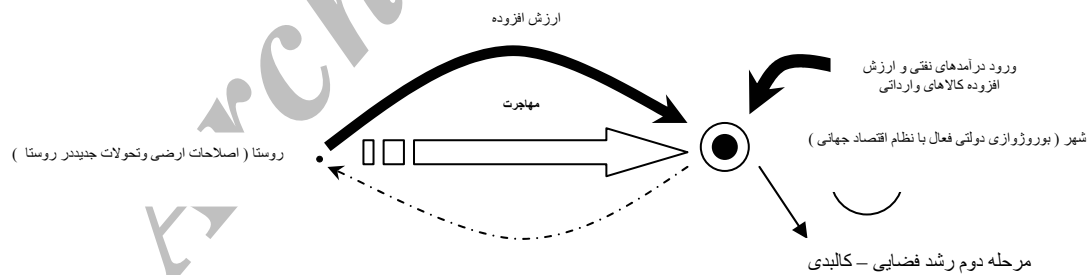 ارزش افزوده
ورود درآمدهای نفتی و ارزش
افزوده کالاهای وارداتی
مهاجرت
شهر ( بوروژوازی دولتی فعال با نظام اقتصاد جهانی )
روستا ( اصلاحات ارضی وتحولات جدیددر روستا )
مرحله دوم رشد فضایی – کالبدی
Arch